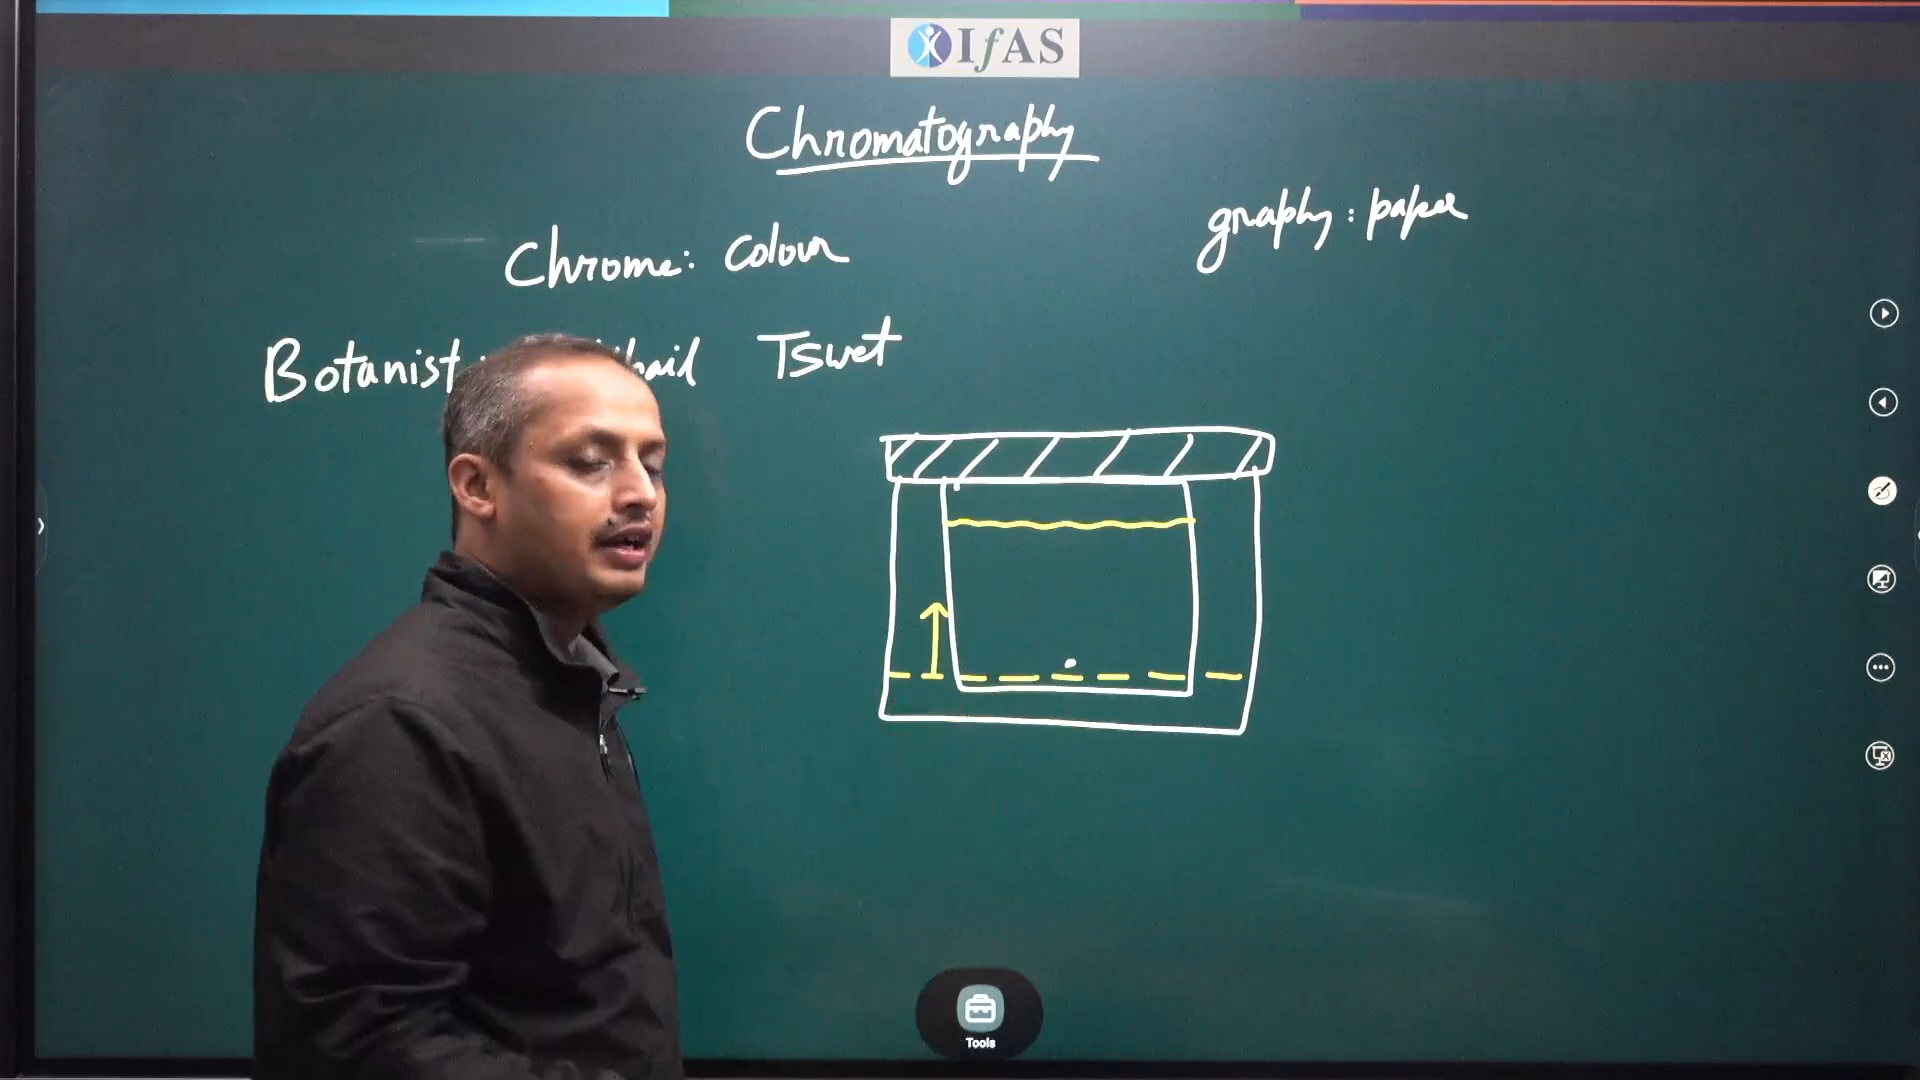 IfAS
Chromatography
graphy: paper
Chrome: Colour
Botanist Tswet
Tools